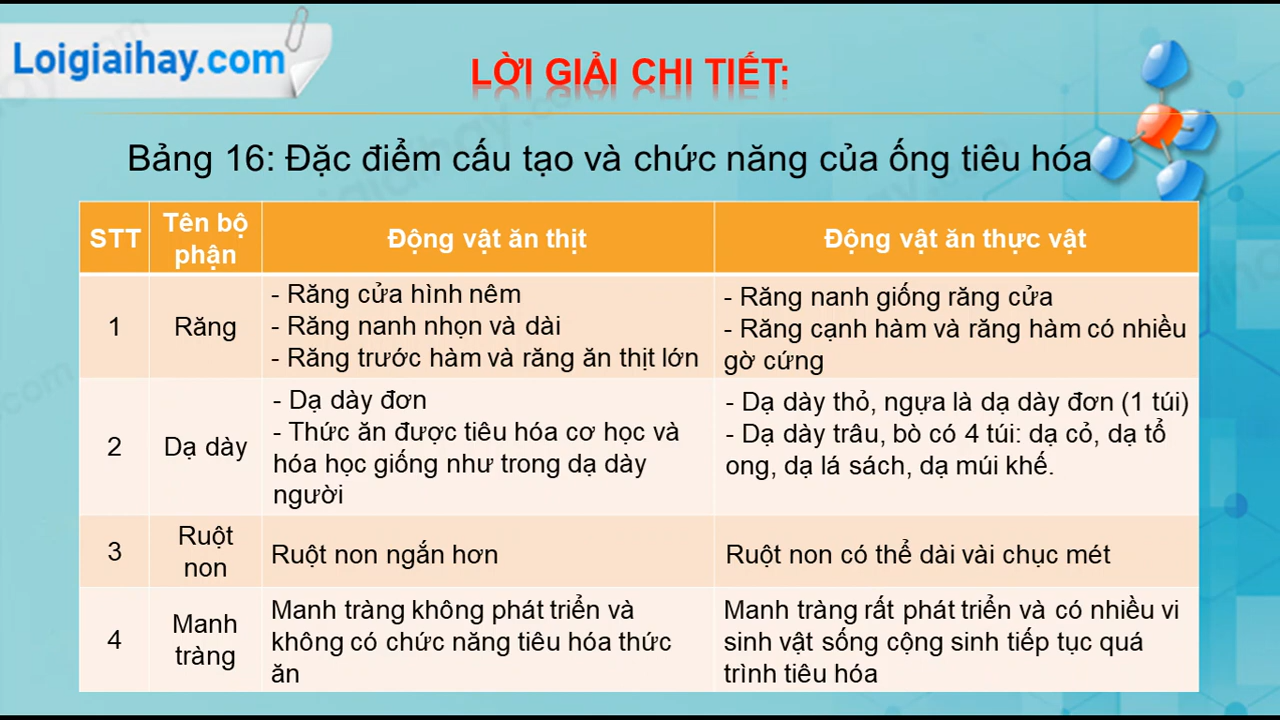 Loigiaihay.com
LỜI GIẢI CHI TIẾT:
Bảng 16: Đặc điểm cấu tạo và chức năng của ống tiêu hóa
STT
Tên bộ
phận
Động vật ăn thịt
Động vật ăn thực vật
1
Răng
- Răng cửa hình nêm
- Răng nanh nhọn và dài
- Răng trước hàm và răng ăn thịt lớn
- Răng nanh giống răng cửa
- Răng cạnh hàm và răng hàm có nhiều
gờ cứng
2
Dạ dày
- Dạ dày đơn
- Thức ăn được tiêu hóa cơ học và
hóa học giống như trong dạ dày
người
- Dạ dày thỏ, ngựa là dạ dày đơn (1 túi)
- Dạ dày trâu, bò có 4 túi: dạ cỏ, dạ tổ
ong, dạ lá sách, dạ múi khế.
3
Ruột
non
Ruột non ngắn hơn
Ruột non có thể dài vài chục mét
4
Manh
tràng
Manh tràng không phát triển và
không có chức năng tiêu hóa thức
ăn
Manh tràng rất phát triển và có nhiều vi
sinh vật sống cộng sinh tiếp tục quá
trình tiêu hóa